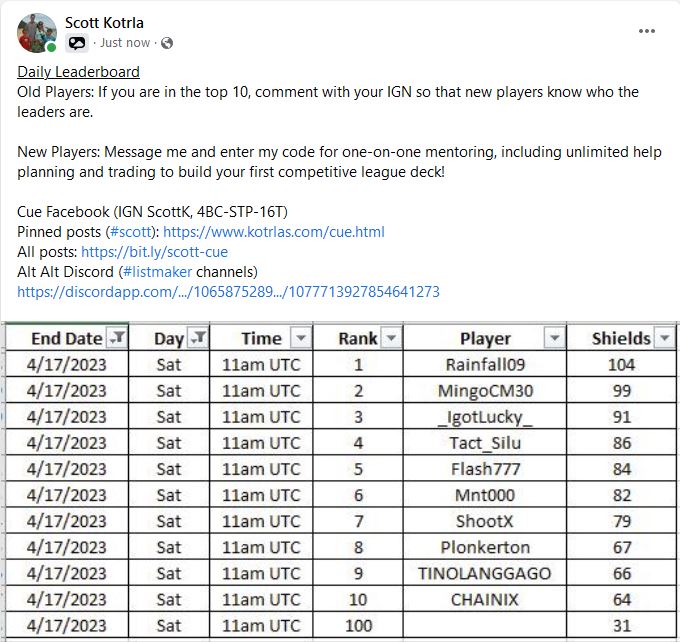 Scott Kotrla
· Just now ·
Daily Leaderboard
Old Players: If you are in the top 10, comment with your IGN so that new players know who the
leaders are.
New Players: Message me and enter my code for one-on-one mentoring, including unlimited help
planning and trading to build your first competitive league deck!
Cue Facebook (IGN ScottK, 4BC-STP-16T)
Pinned posts (#scott): https://www.kotrlas.com/cue.html
All posts: https://bit.ly/scott-cue
Alt Alt Discord (#listmaker channels)
https://discordapp.com/.../1065875289.../1077713927854641273
End Date Day Time Rank Player Shields
4/17/2023 Sat 11am UTC 1 Rainfall09 104
4/17/2023 Sat 11am UTC 2 MingoCM30 99
4/17/2023 Sat 11am UTC 3 _IgotLucky_ 91
4/17/2023 Sat 11am UTC 4 Tact_Silu 86
4/17/2023 Sat 11am UTC 5 Flash777 84
4/17/2023 Sat 11am UTC 6 Mnt000 82
4/17/2023 Sat 11am UTC 7 ShootX 79
4/17/2023 Sat 11am UTC 8 Plonkerton 67
4/17/2023 Sat 11am UTC 9 TINOLANGGAGO 66
4/17/2023 Sat 11am UTC 10 CHAINIX 64
4/17/2023 Sat 11am UTC 100 31